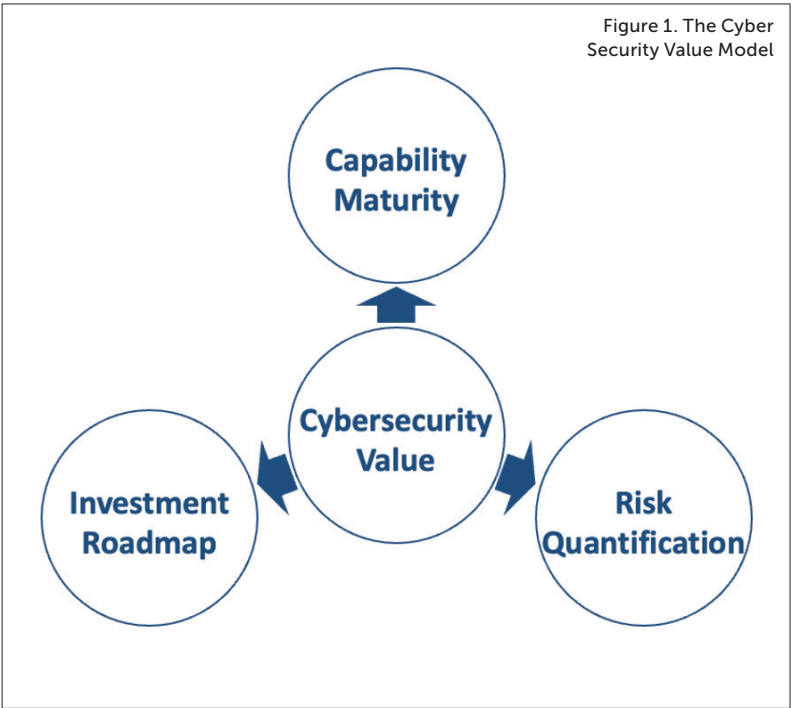 Figure 1. The Cyber
Security Value Model
Capability
Maturity
Cybersecurity
Value
Investment
Roadmap
Risk
Quantification